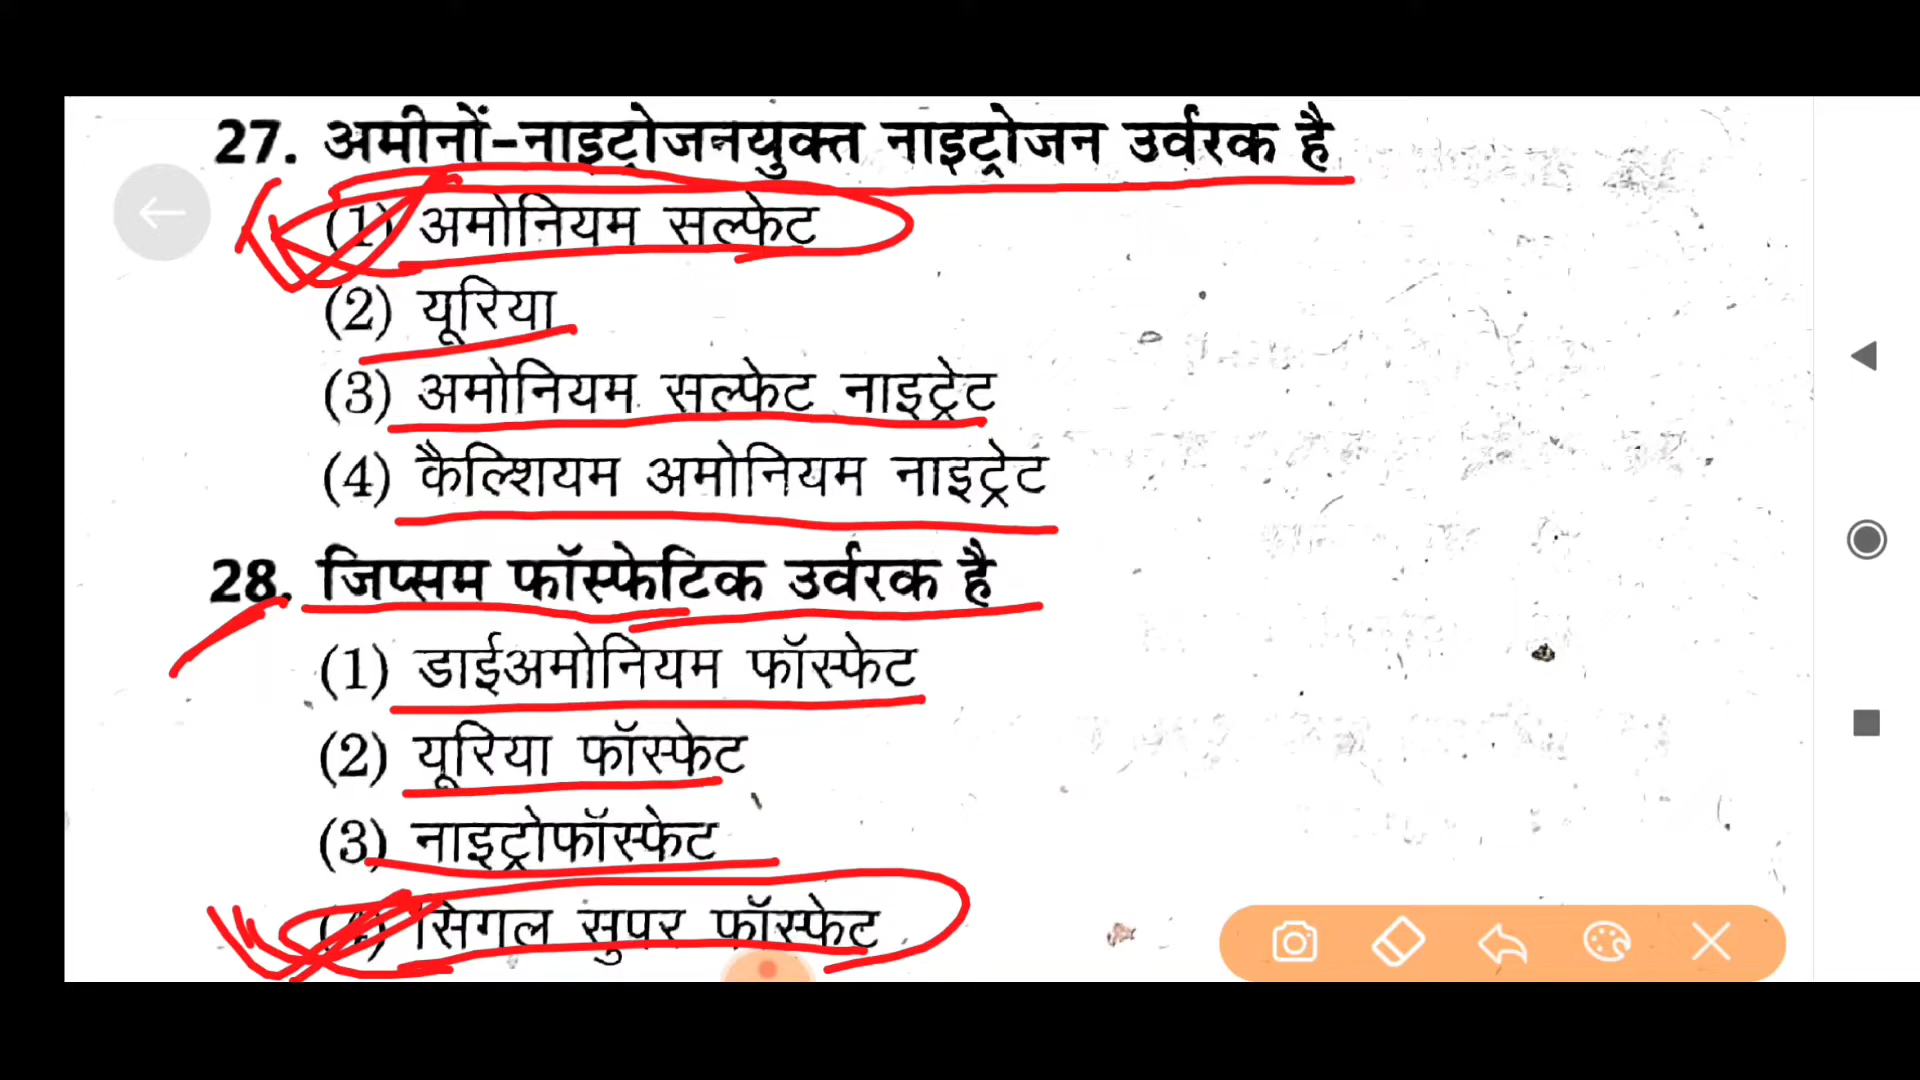 27. अमीनों-नाइट्रोजनयुक्त नाइट्रोजन उर्वरक है
(1) अमोनियम सल्फेट
(2) यूरिया
(3) अमोनियम सल्फेट नाइट्रेट
(4) कैल्शियम अमोनियम नाइट्रेट
28. जिप्सम फॉस्फेटिक उर्वरक है
(1) डाईअमोनियम फॉस्फेट
(2) यूरिया फॉस्फेट
(3) नाइट्रोफॉस्फेट
(4) सिगल सुपर फॉस्फेट